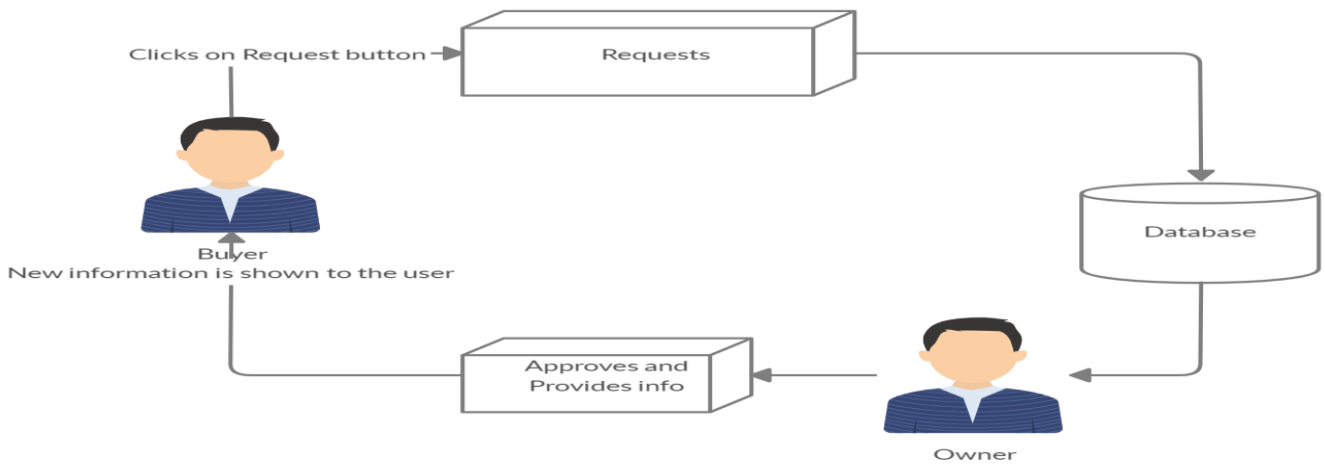 Clicks on Request button
Requests
Database
Buyer
New information is shown to the user
Approves and
Provides info
Owner